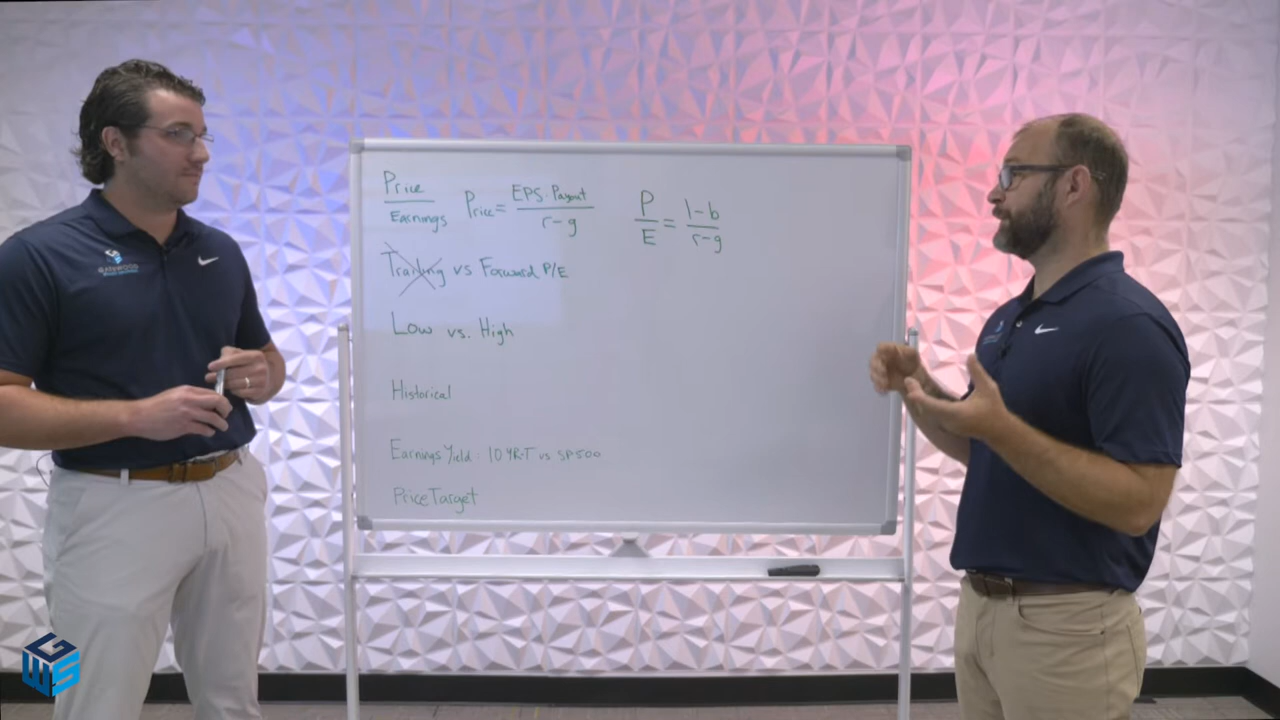 Price
Earnings
Price = EPS · Payout
r - g
P
E
= 1 - b
r - g
Trailing vs Forward P/E
Low vs. High
Historical
Earnings Yield : 10 YR-T vs SP500
Price Target
GWS